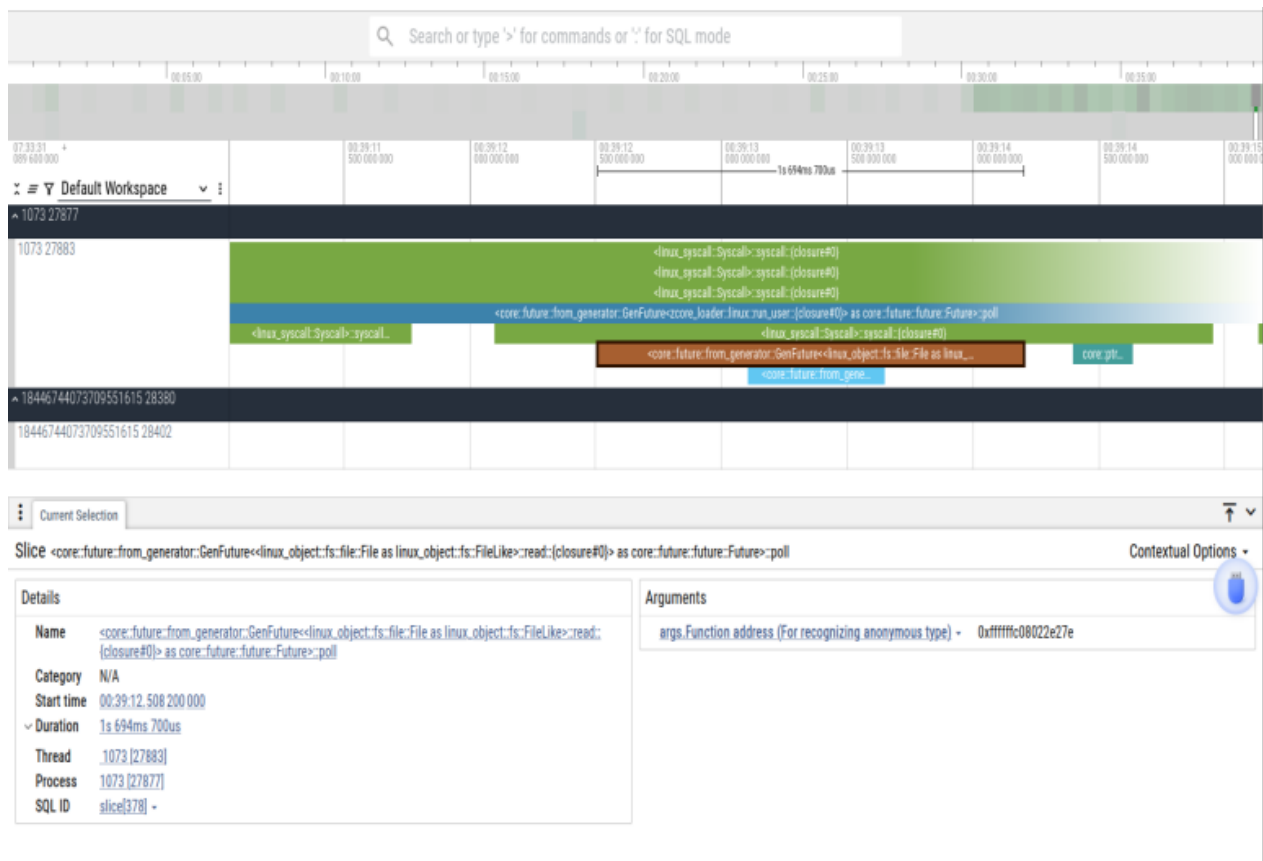 Search or type '>' for commands or ':' for SQL mode
00:05:00 00:10:00 00:15:00 00:20:00 00:25:00 00:30:00 00:35:00
07:33:31 00:39:11 00:39:12 00:39:12 00:39:13 00:39:13 00:39:14 00:39:14 00:39:15
089 600 000 500 000 000 000 000 000 500 000 000 000 000 000 500 000 000 000 000 000 500 000 000 000 000
1s 694ms 700us
Default Workspace
1073 27877
1073 27883
<linux_syscall::Syscall>::syscall::{closure#0}
<linux_syscall::Syscall>::syscall::{closure#0}
<linux_syscall::Syscall>::syscall::{closure#0}
<core::future::from_generator::GenFuture<zcore_loader::linux::run_user::{closure#0}> as core::future::future::Future>::poll
<linux_syscall::Syscall>::syscall... <linux_syscall::Syscall>::syscall::{closure#0}
<core::future::from_generator::GenFuture<<linux_object::fs::file::File as linux_... core::ptr...
<core::future::from_gene...
18446744073709551615 28380
18446744073709551615 28402
Current Selection
Slice <core::future::from_generator::GenFuture<<linux_object::fs::file::File as linux_object::fs::FileLike>::read::{closure#0}> as core::future::future::Future>::poll Contextual Options
Details
Name <core::future::from_generator::GenFuture<<linux_object::fs::file::File as linux_object::fs::FileLike>::read::
{closure#0}> as core::future::future::Future>::poll
Category N/A
Start time 00:39:12.508 200 000
Duration 1s 694ms 700us
Thread 1073 [27883]
Process 1073 [27877]
SQL ID slice[378]
Arguments
args.Function address (For recognizing anonymous type) 0xffffffc08022e27e